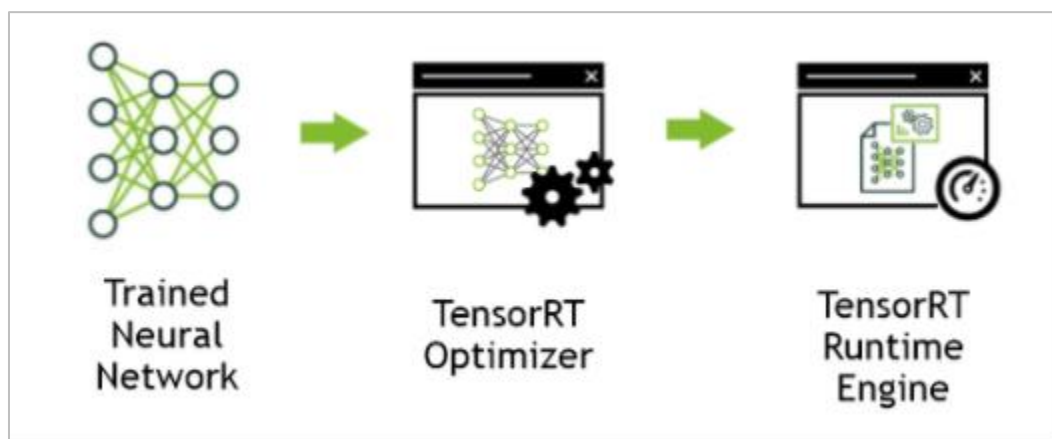 Trained
Neural
Network
TensorRT
Optimizer
TensorRT
Runtime
Engine